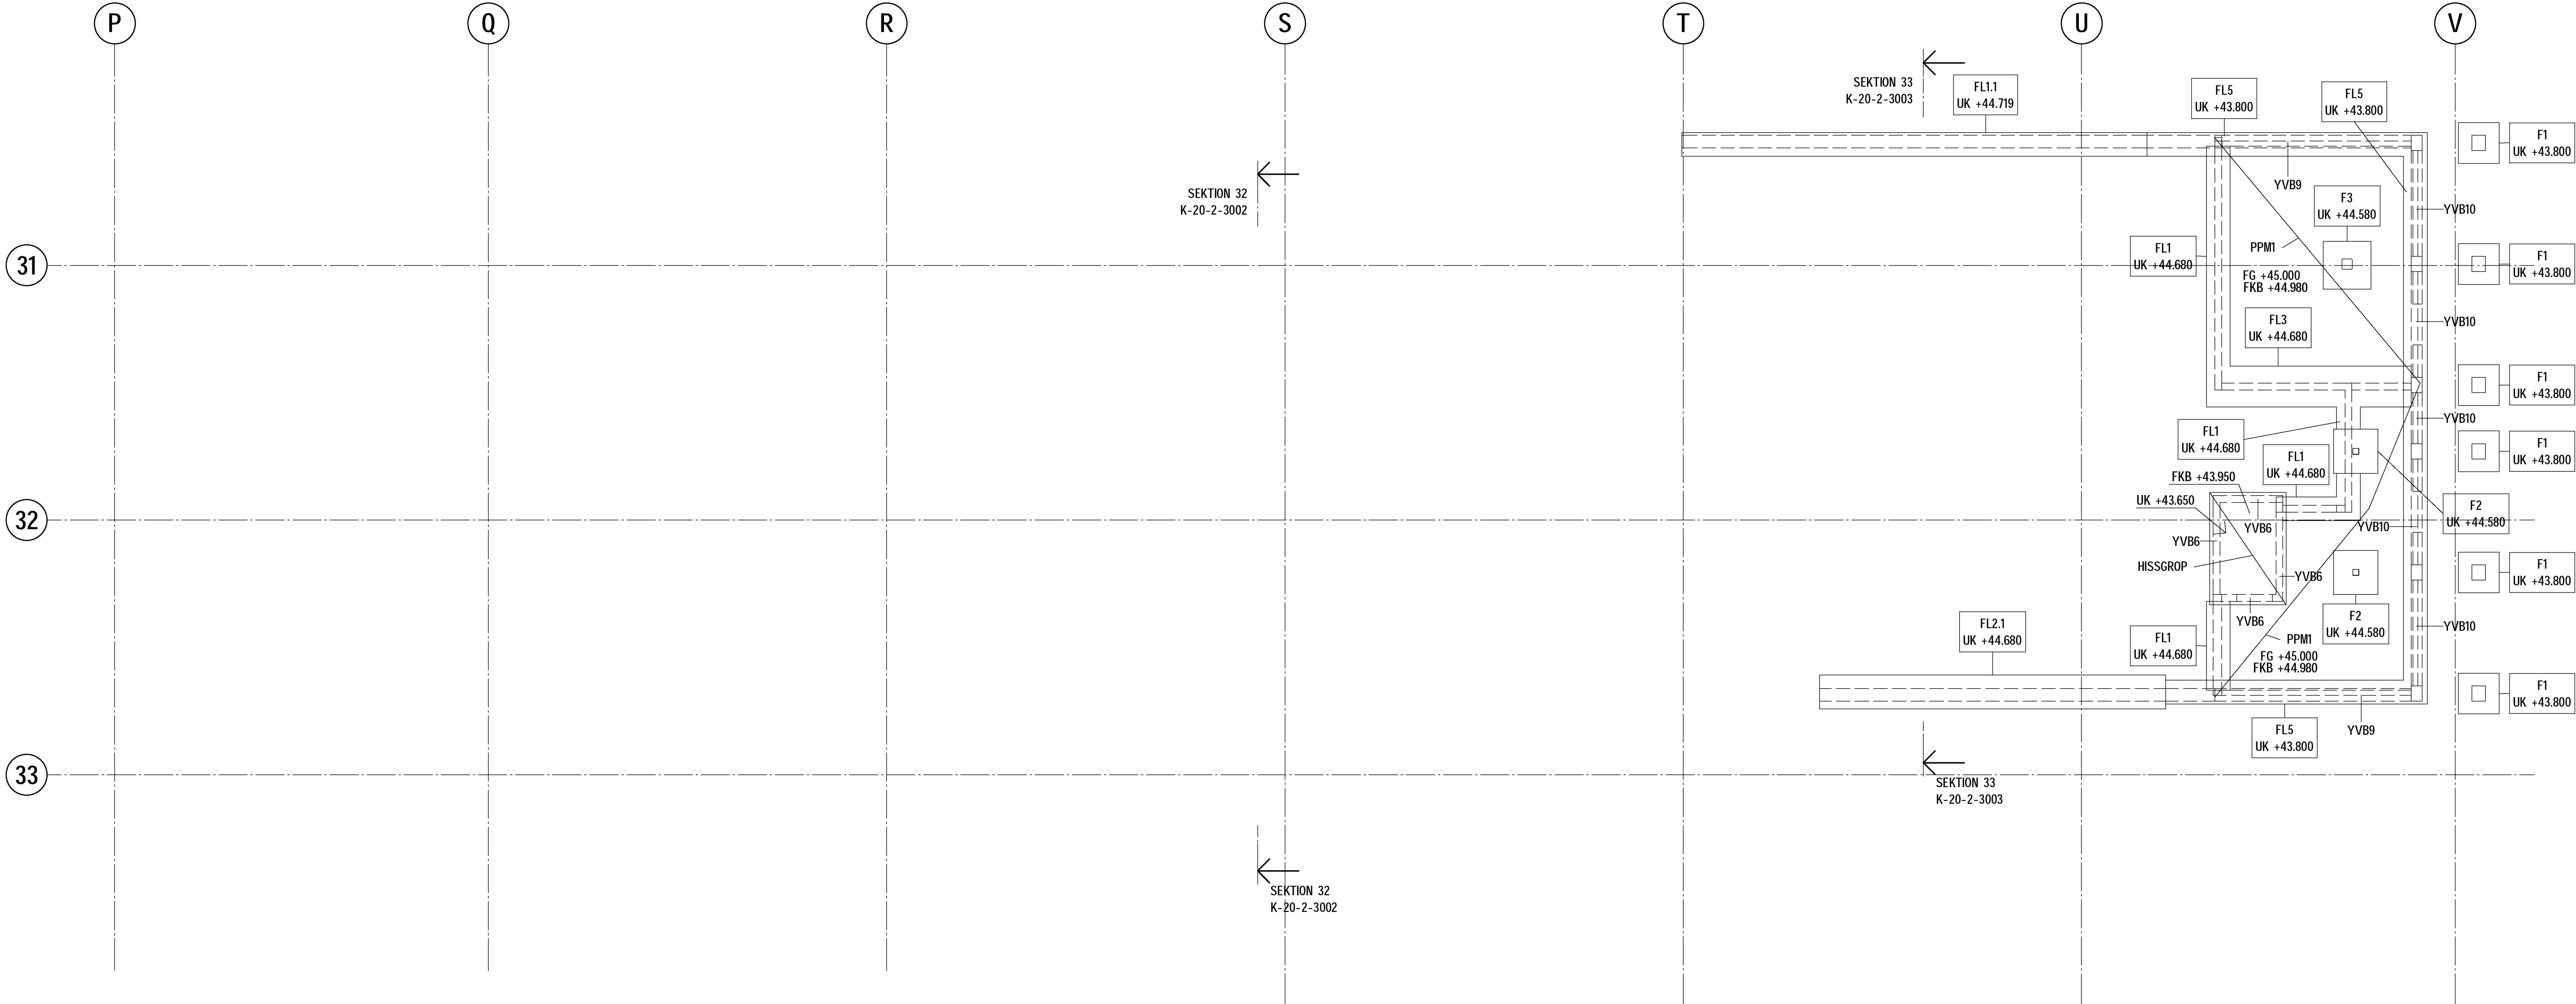 P
Q
R
S
T
U
V
31
32
33
SEKTION 33
K-20-2-3003
FL1.1
UK +44.719
FL5
UK +43.800
FL5
UK +43.800
F1
UK +43.800
SEKTION 32
K-20-2-3002
YVB9
F3
UK +44.580
YVB10
FL1
UK +44.680
PPM1
FG +45.000
FKB +44.980
F1
UK +43.800
FL3
UK +44.680
YVB10
F1
UK +43.800
YVB10
FL1
UK +44.680
FL1
UK +44.680
F1
UK +43.800
FKB +43.950
UK +43.650
YVB6
YVB6
YVB10
F2
UK +44.580
HISSGROP
YVB6
F1
UK +43.800
YVB6
F2
UK +44.580
FL2.1
UK +44.680
FL1
UK +44.680
PPM1
FG +45.000
FKB +44.980
YVB10
F1
UK +43.800
FL5
UK +43.800
YVB9
SEKTION 33
K-20-2-3003
SEKTION 32
K-20-2-3002